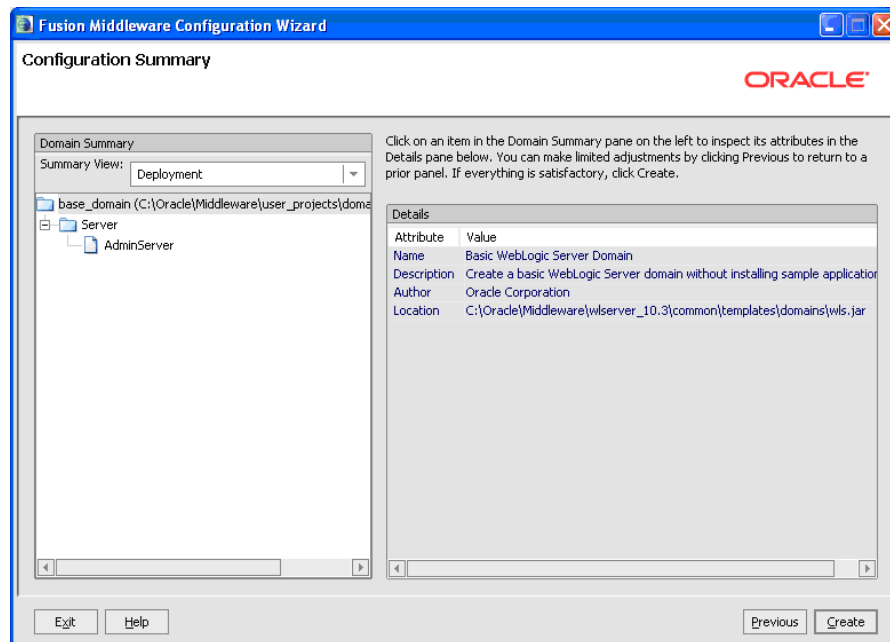 Fusion Middleware Configuration Wizard
Configuration Summary
ORACLE
Domain Summary
Summary View:
Deployment
base_domain (C:\Oracle\Middleware\user_projects\doma
Server
AdminServer
Click on an item in the Domain Summary pane on the left to inspect its attributes in the
Details pane below. You can make limited adjustments by clicking Previous to return to a
prior panel. If everything is satisfactory, click Create.
Details
Attribute Value
Name Basic WebLogic Server Domain
Description Create a basic WebLogic Server domain without installing sample application
Author Oracle Corporation
Location C:\Oracle\Middleware\wlserver_10.3\common\templates\domains\wls.jar
Exit
Help
Previous
Create